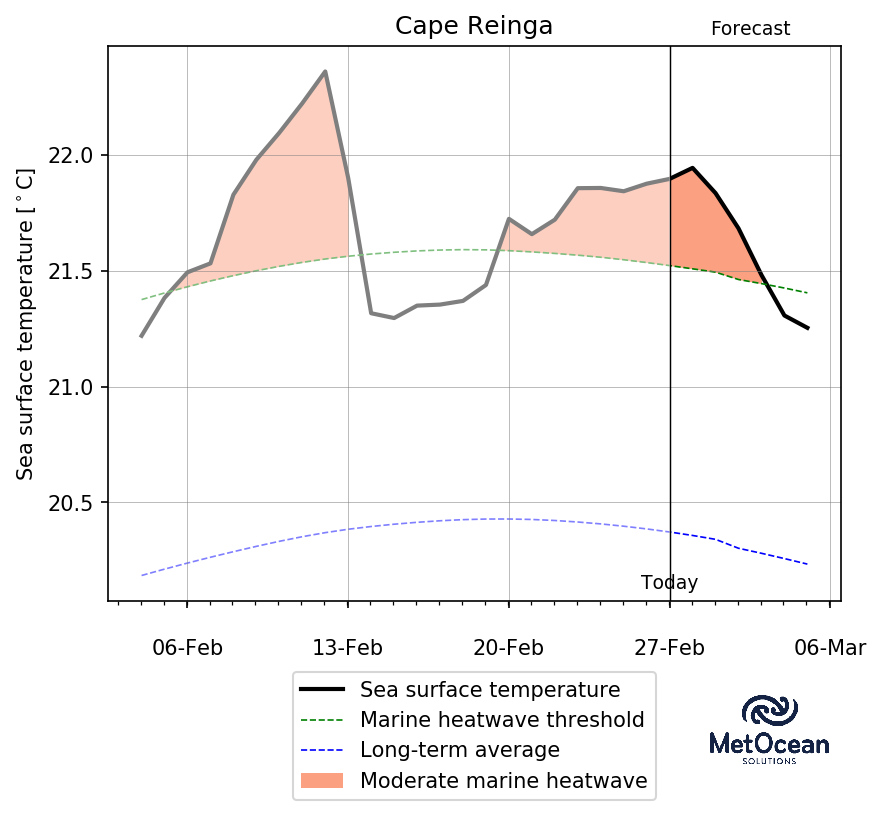 Cape Reinga
Forecast
Sea surface temperature [°C]
22.0
21.5
21.0
20.5
Today
06-Feb 13-Feb 20-Feb 27-Feb 06-Mar
Sea surface temperature
Marine heatwave threshold
Long-term average
Moderate marine heatwave
MetOcean
SOLUTIONS